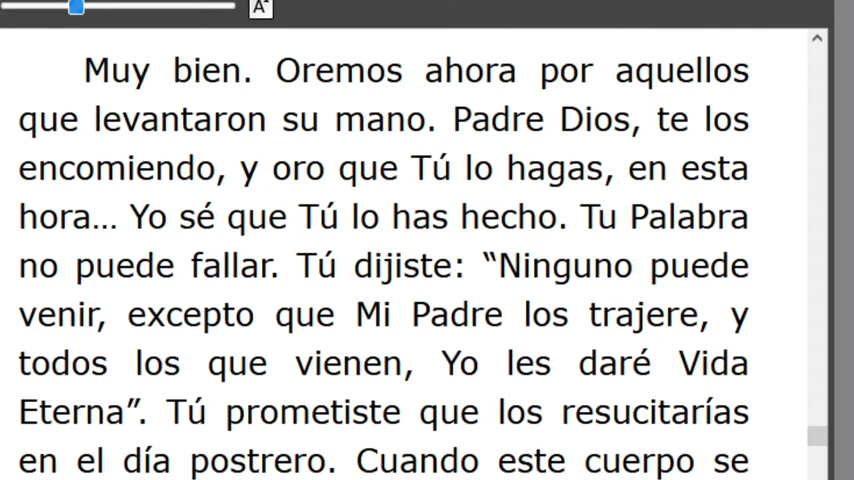 A
Muy bien. Oremos ahora por aquellos
que levantaron su mano. Padre Dios, te los
encomiendo, y oro que Tú lo hagas, en esta
hora… Yo sé que Tú lo has hecho. Tu Palabra
no puede fallar. Tú dijiste: “Ninguno puede
venir, excepto que Mi Padre los trajere, y
todos los que vienen, Yo les daré Vida
Eterna”. Tú prometiste que los resucitarías
en el día postrero. Cuando este cuerpo se